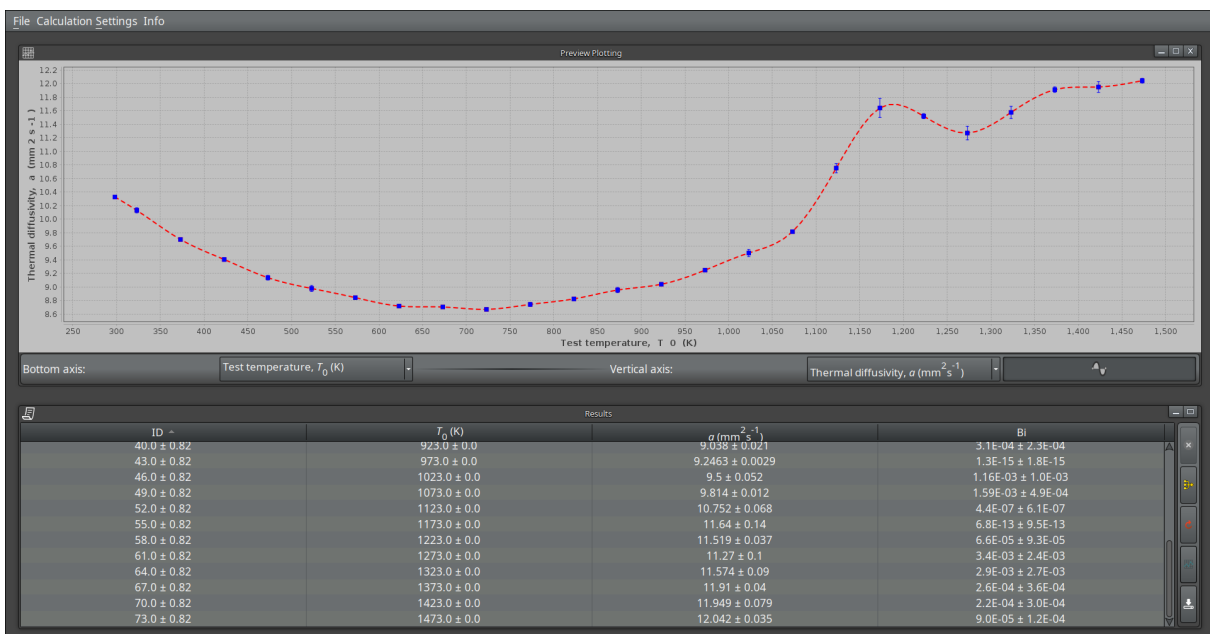 File Calculation Settings Info
Preview Plotting
12.2
12.0
11.8
11.6
11.4
11.2
11.0
10.8
10.6
10.4
10.2
10.0
9.8
9.6
9.4
9.2
9.0
8.8
8.6
Thermal diffusivity, a (mm 2 s -1 )
250 300 350 400 450 500 550 600 650 700 750 800 850 900 950 1,000 1,050 1,100 1,150 1,200 1,250 1,300 1,350 1,400 1,450 1,500
Test temperature, T 0 (K)
Bottom axis: Test temperature, T0 (K) Vertical axis: Thermal diffusivity, a (mm2s-1)
Results
ID T0 (K) a (mm2s-1) Bi
40.0 ± 0.82 923.0 ± 0.0 9.038 ± 0.021 3.1E-04 ± 2.3E-04
43.0 ± 0.82 973.0 ± 0.0 9.2463 ± 0.0029 1.3E-15 ± 1.8E-15
46.0 ± 0.82 1023.0 ± 0.0 9.5 ± 0.052 1.16E-03 ± 1.0E-03
49.0 ± 0.82 1073.0 ± 0.0 9.814 ± 0.012 1.59E-03 ± 4.9E-04
52.0 ± 0.82 1123.0 ± 0.0 10.752 ± 0.068 4.4E-07 ± 6.1E-07
55.0 ± 0.82 1173.0 ± 0.0 11.64 ± 0.14 6.8E-13 ± 9.5E-13
58.0 ± 0.82 1223.0 ± 0.0 11.519 ± 0.037 6.6E-05 ± 9.3E-05
61.0 ± 0.82 1273.0 ± 0.0 11.27 ± 0.1 3.4E-03 ± 2.4E-03
64.0 ± 0.82 1323.0 ± 0.0 11.574 ± 0.09 2.9E-03 ± 2.7E-03
67.0 ± 0.82 1373.0 ± 0.0 11.91 ± 0.04 2.6E-04 ± 3.6E-04
70.0 ± 0.82 1423.0 ± 0.0 11.949 ± 0.079 2.2E-04 ± 3.0E-04
73.0 ± 0.82 1473.0 ± 0.0 12.042 ± 0.035 9.0E-05 ± 1.2E-04